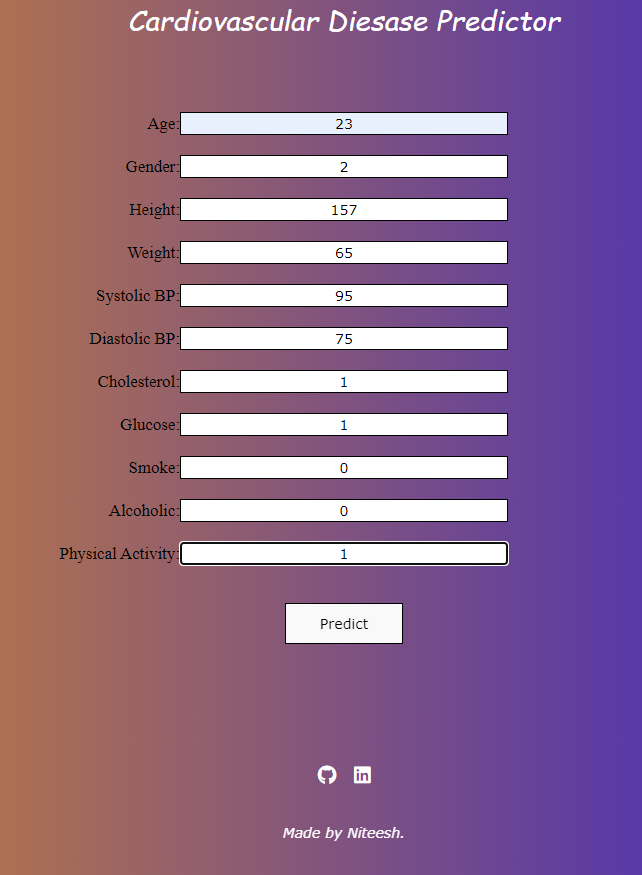 Cardiovascular Diesase Predictor
Age: 23
Gender: 2
Height: 157
Weight: 65
Systolic BP: 95
Diastolic BP: 75
Cholesterol: 1
Glucose: 1
Smoke: 0
Alcoholic: 0
Physical Activity: 1
Predict
in
Made by Niteesh.